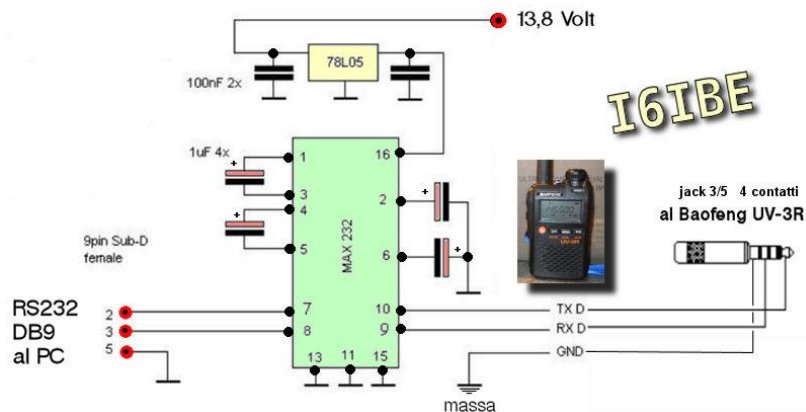 13,8 Volt
78L05
100nF 2x
I6IBE
1uF 4x
+
1
16
3
4
+
5
MAX 232
2
+
6
+
jack 3/5 4 contatti
al Baofeng UV-3R
UV-3R
9pin Sub-D
female
RS232
2
7
10
TX D
DB9
3
8
9
RX D
al PC
5
13
11
15
GND
massa